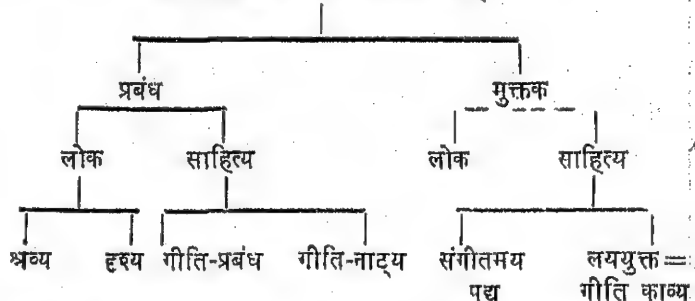 प्रबंध मुक्तक
लोक साहित्य लोक साहित्य
श्रव्य दृश्य गीति-प्रबंध गीति-नाट्य संगीतमय लययुक्त=
पद्य गीति काव्य